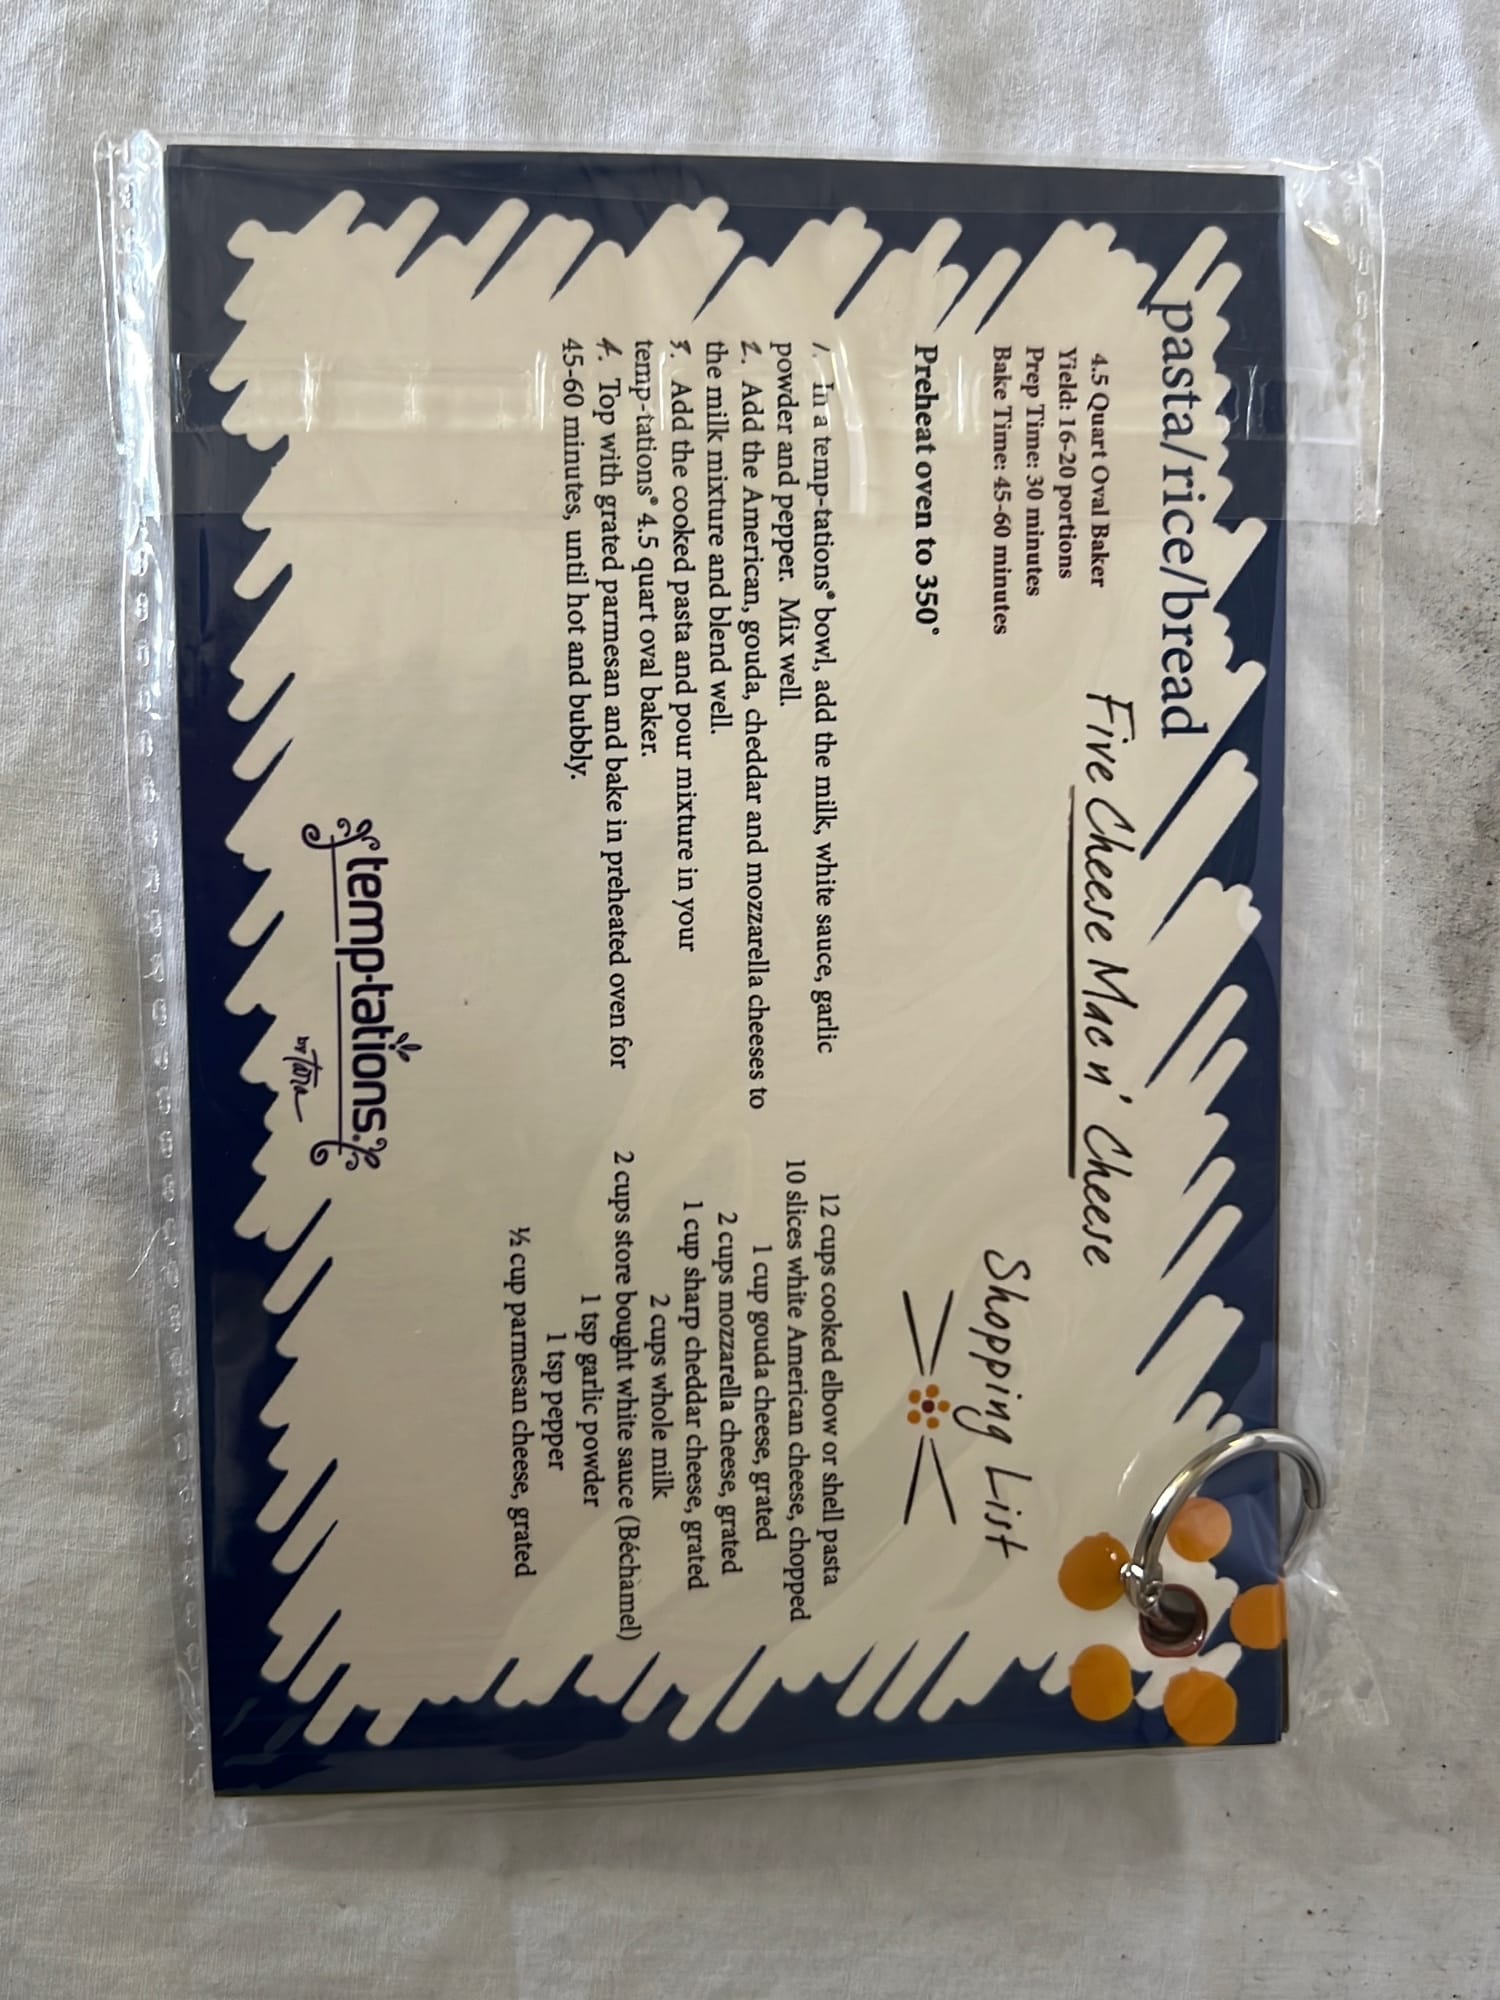 pasta/rice/bread
Five Cheese Mac n' Cheese
4.5 Quart Oval Baker
Yield: 16-20 portions
Prep Time: 30 minutes
Bake Time: 45-60 minutes
Preheat oven to 350°
1. In a temp-tations® bowl, add the milk, white sauce, garlic
powder and pepper. Mix well.
2. Add the American, gouda, cheddar and mozzarella cheeses to
the milk mixture and blend well.
3. Add the cooked pasta and pour mixture in your
temp-tations® 4.5 quart oval baker.
4. Top with grated parmesan and bake in preheated oven for
45-60 minutes, until hot and bubbly.
Shopping List
12 cups cooked elbow or shell pasta
10 slices white American cheese, chopped
1 cup gouda cheese, grated
2 cups mozzarella cheese, grated
1 cup sharp cheddar cheese, grated
2 cups whole milk
2 cups store bought white sauce (Béchamel)
1 tsp garlic powder
1 tsp pepper
½ cup parmesan cheese, grated
temp-tations.
by Tara